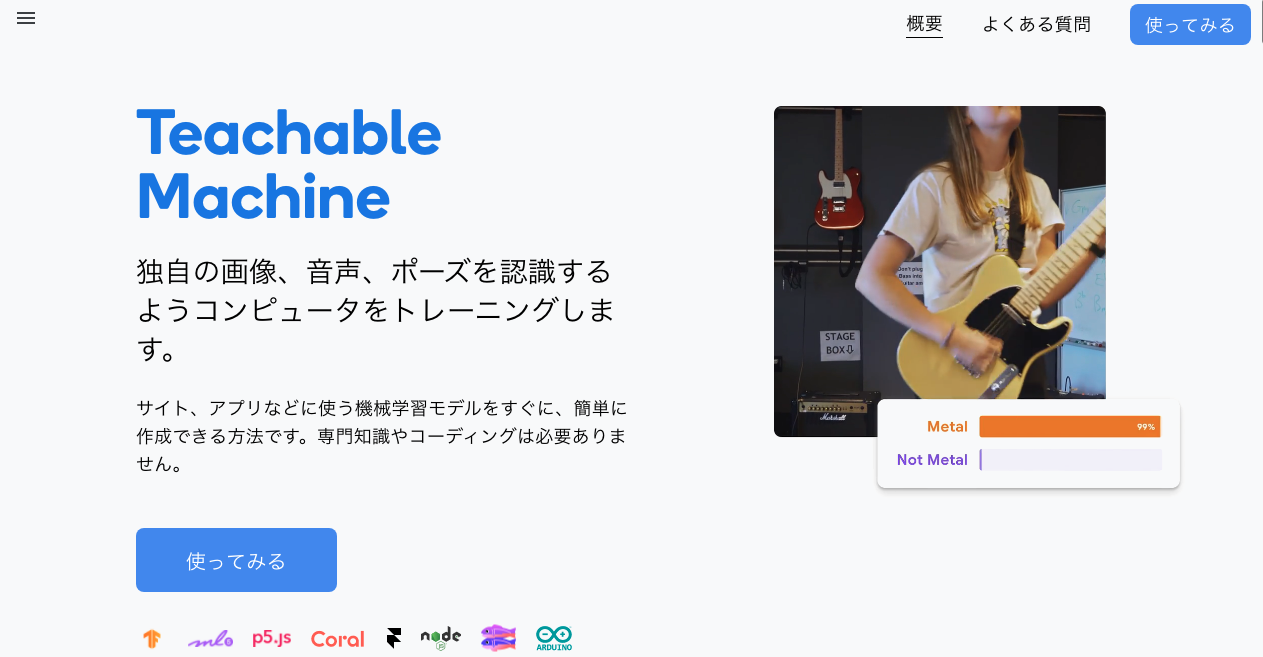 概要
よくある質問
使ってみる
Teachable
Machine
独自の画像、音声、ポーズを認識する
ようコンピュータをトレーニングしま
す。
サイト、アプリなどに使う機械学習モデルをすぐに、簡単に
作成できる方法です。専門知識やコーディングは必要ありま
せん。
使ってみる
p5.js
Coral
node
JS
ARDUINO
Don't plug
Bass into
STAGE
BOX⇩
Marshall
Metal
99%
Not Metal